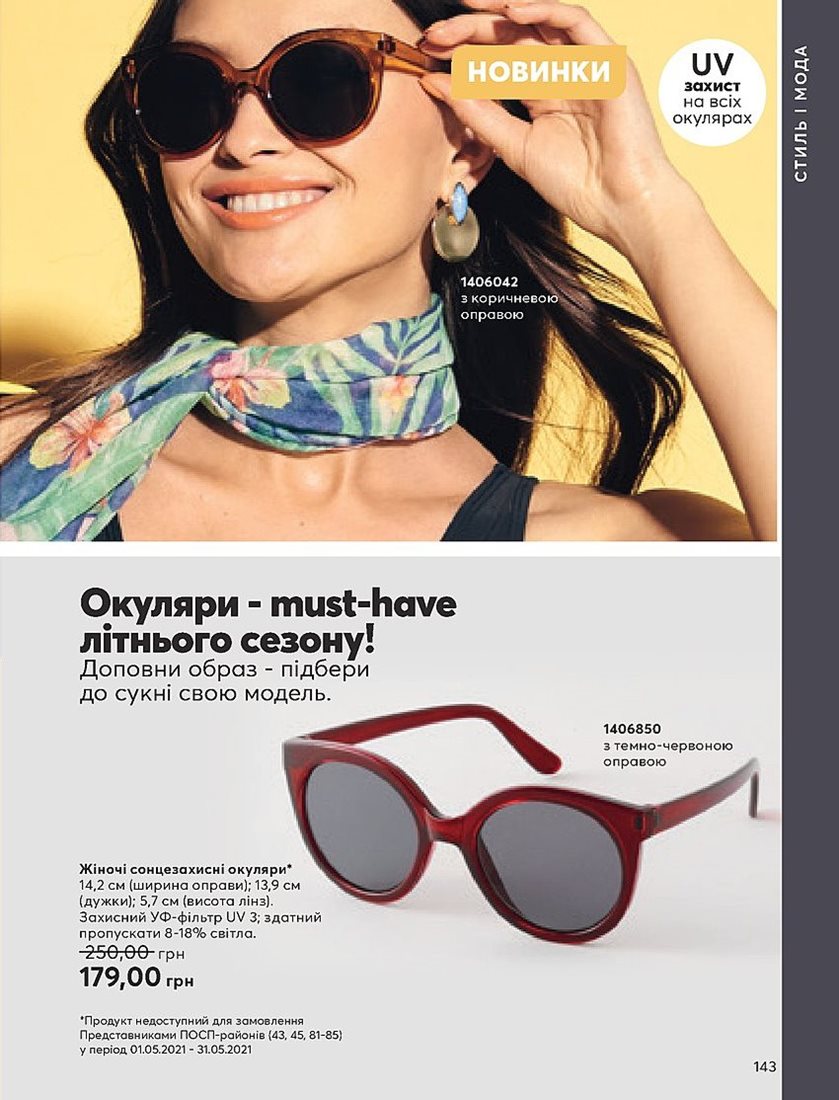 НОВИНКИ
UV
захист
на всіх
окулярах
СТИЛЬ І МОДА
1406042
з коричневою
оправою
Окуляри - must-have
літнього сезону!
Доповни образ - підбери
до сукні свою модель.
1406850
з темно-червоною
оправою
Жіночі сонцезахисні окуляри*
14,2 см (ширина оправи); 13,9 см
(дужки); 5,7 см (висота лінз).
Захисний УФ-фільтр UV 3; здатний
пропускати 8-18% світла.
250,00 грн
179,00 грн
*Продукт недоступний для замовлення
Представниками ПОСП-районів (43, 45, 81-85)
у період 01.05.2021 - 31.05.2021
143